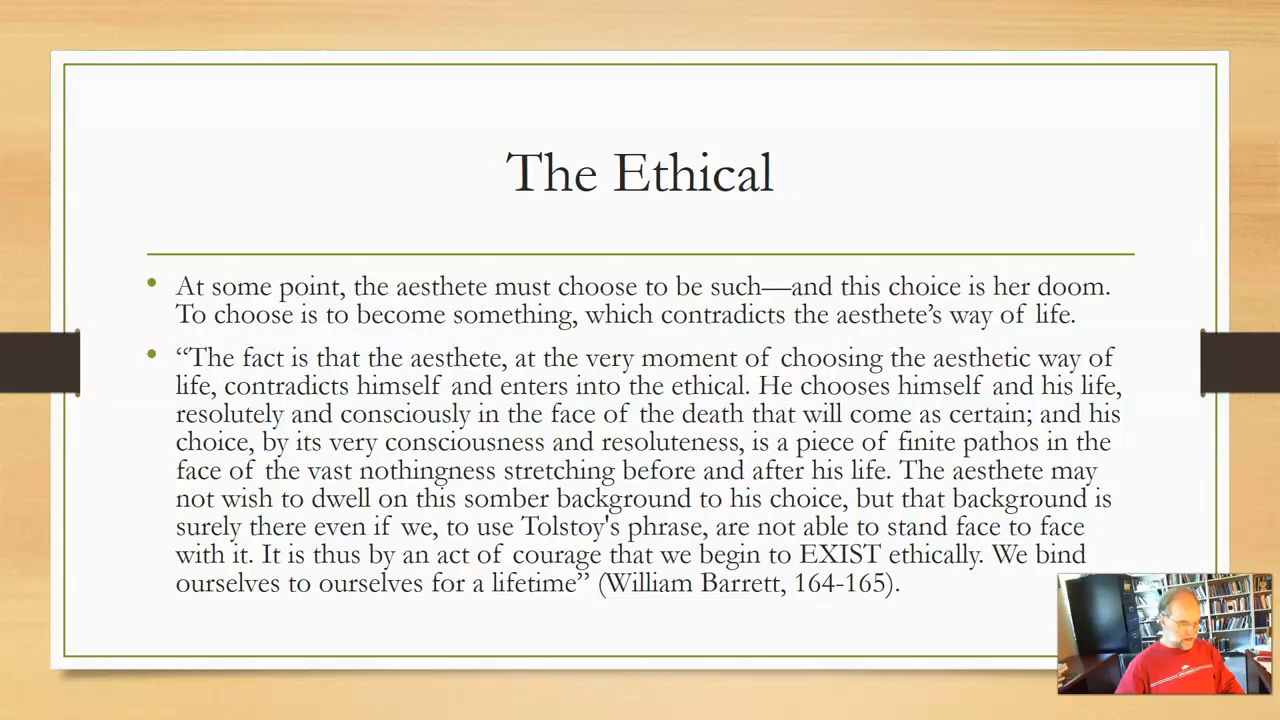 The Ethical
• At some point, the aesthete must choose to be such—and this choice is her doom.
To choose is to become something, which contradicts the aesthete’s way of life.
• “The fact is that the aesthete, at the very moment of choosing the aesthetic way of
life, contradicts himself and enters into the ethical. He chooses himself and his life,
resolutely and consciously in the face of the death that will come as certain; and his
choice, by its very consciousness and resoluteness, is a piece of finite pathos in the
face of the vast nothingness stretching before and after his life. The aesthete may
not wish to dwell on this somber background to his choice, but that background is
surely there even if we, to use Tolstoy's phrase, are not able to stand face to face
with it. It is thus by an act of courage that we begin to EXIST ethically. We bind
ourselves to ourselves for a lifetime” (William Barrett, 164-165).